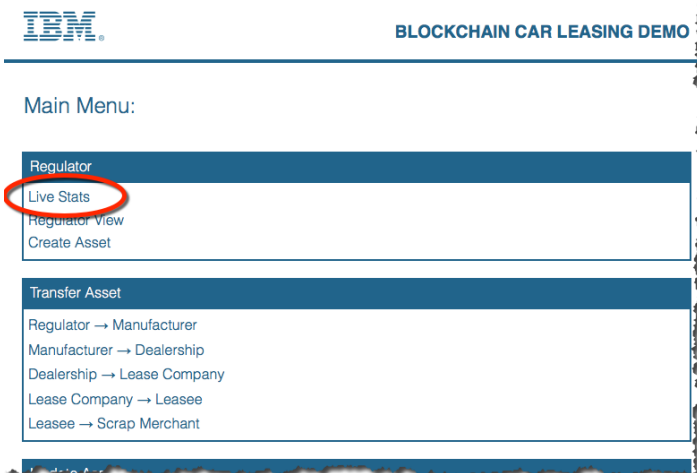 IBM
BLOCKCHAIN CAR LEASING DEMO
Main Menu:
Regulator
Live Stats
Regulator View
Create Asset
Transfer Asset
Regulator → Manufacturer
Manufacturer → Dealership
Dealership → Lease Company
Lease Company → Leasee
Leasee → Scrap Merchant